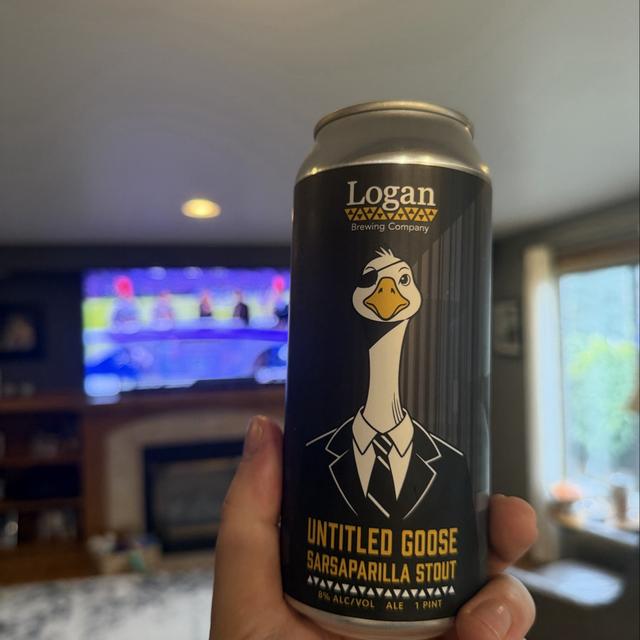 Logan
Brewing Company
UNTITLED GOOSE
SARSAPARILLA STOUT
8% ALC/VOL ALE 1 PINT